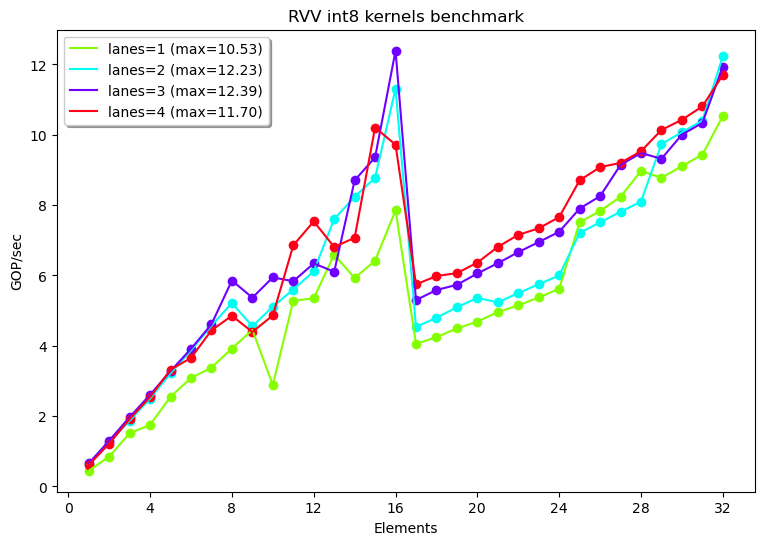 RVV int8 kernels benchmark
lanes=1 (max=10.53)
lanes=2 (max=12.23)
lanes=3 (max=12.39)
lanes=4 (max=11.70)
GOP/sec
12
10
8
6
4
2
0
0 4 8 12 16 20 24 28 32
Elements